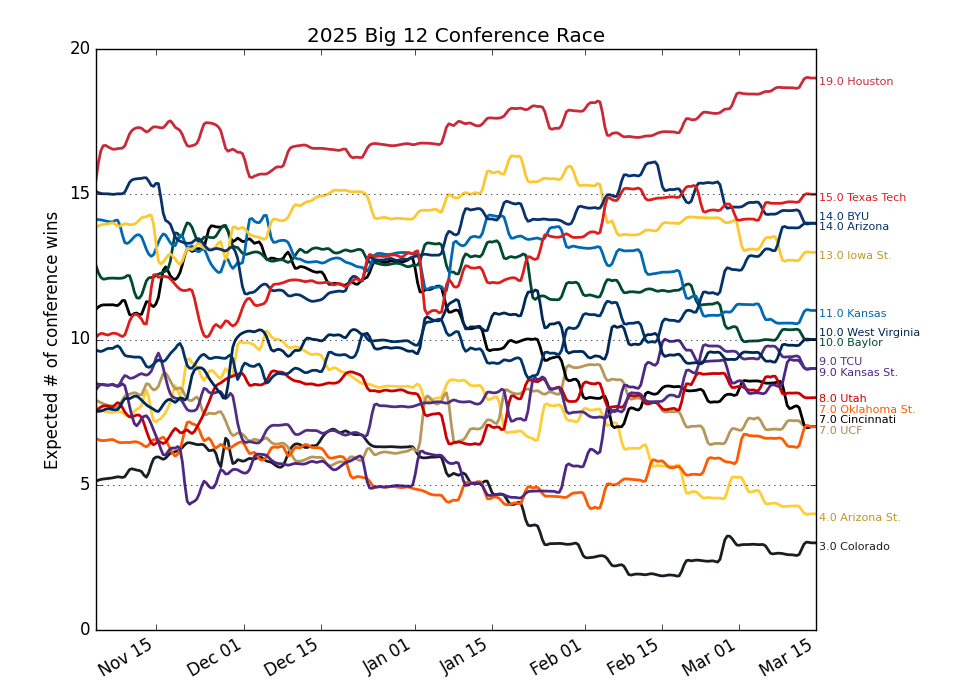 2025 Big 12 Conference Race
Expected # of conference wins
20
15
10
5
0
19.0 Houston
15.0 Texas Tech
14.0 BYU
14.0 Arizona
13.0 Iowa St.
11.0 Kansas
10.0 West Virginia
10.0 Baylor
9.0 TCU
9.0 Kansas St.
8.0 Utah
7.0 Oklahoma St.
7.0 Cincinnati
7.0 UCF
4.0 Arizona St.
3.0 Colorado
Nov 15
Dec 01
Dec 15
Jan 01
Jan 15
Feb 01
Feb 15
Mar 01
Mar 15